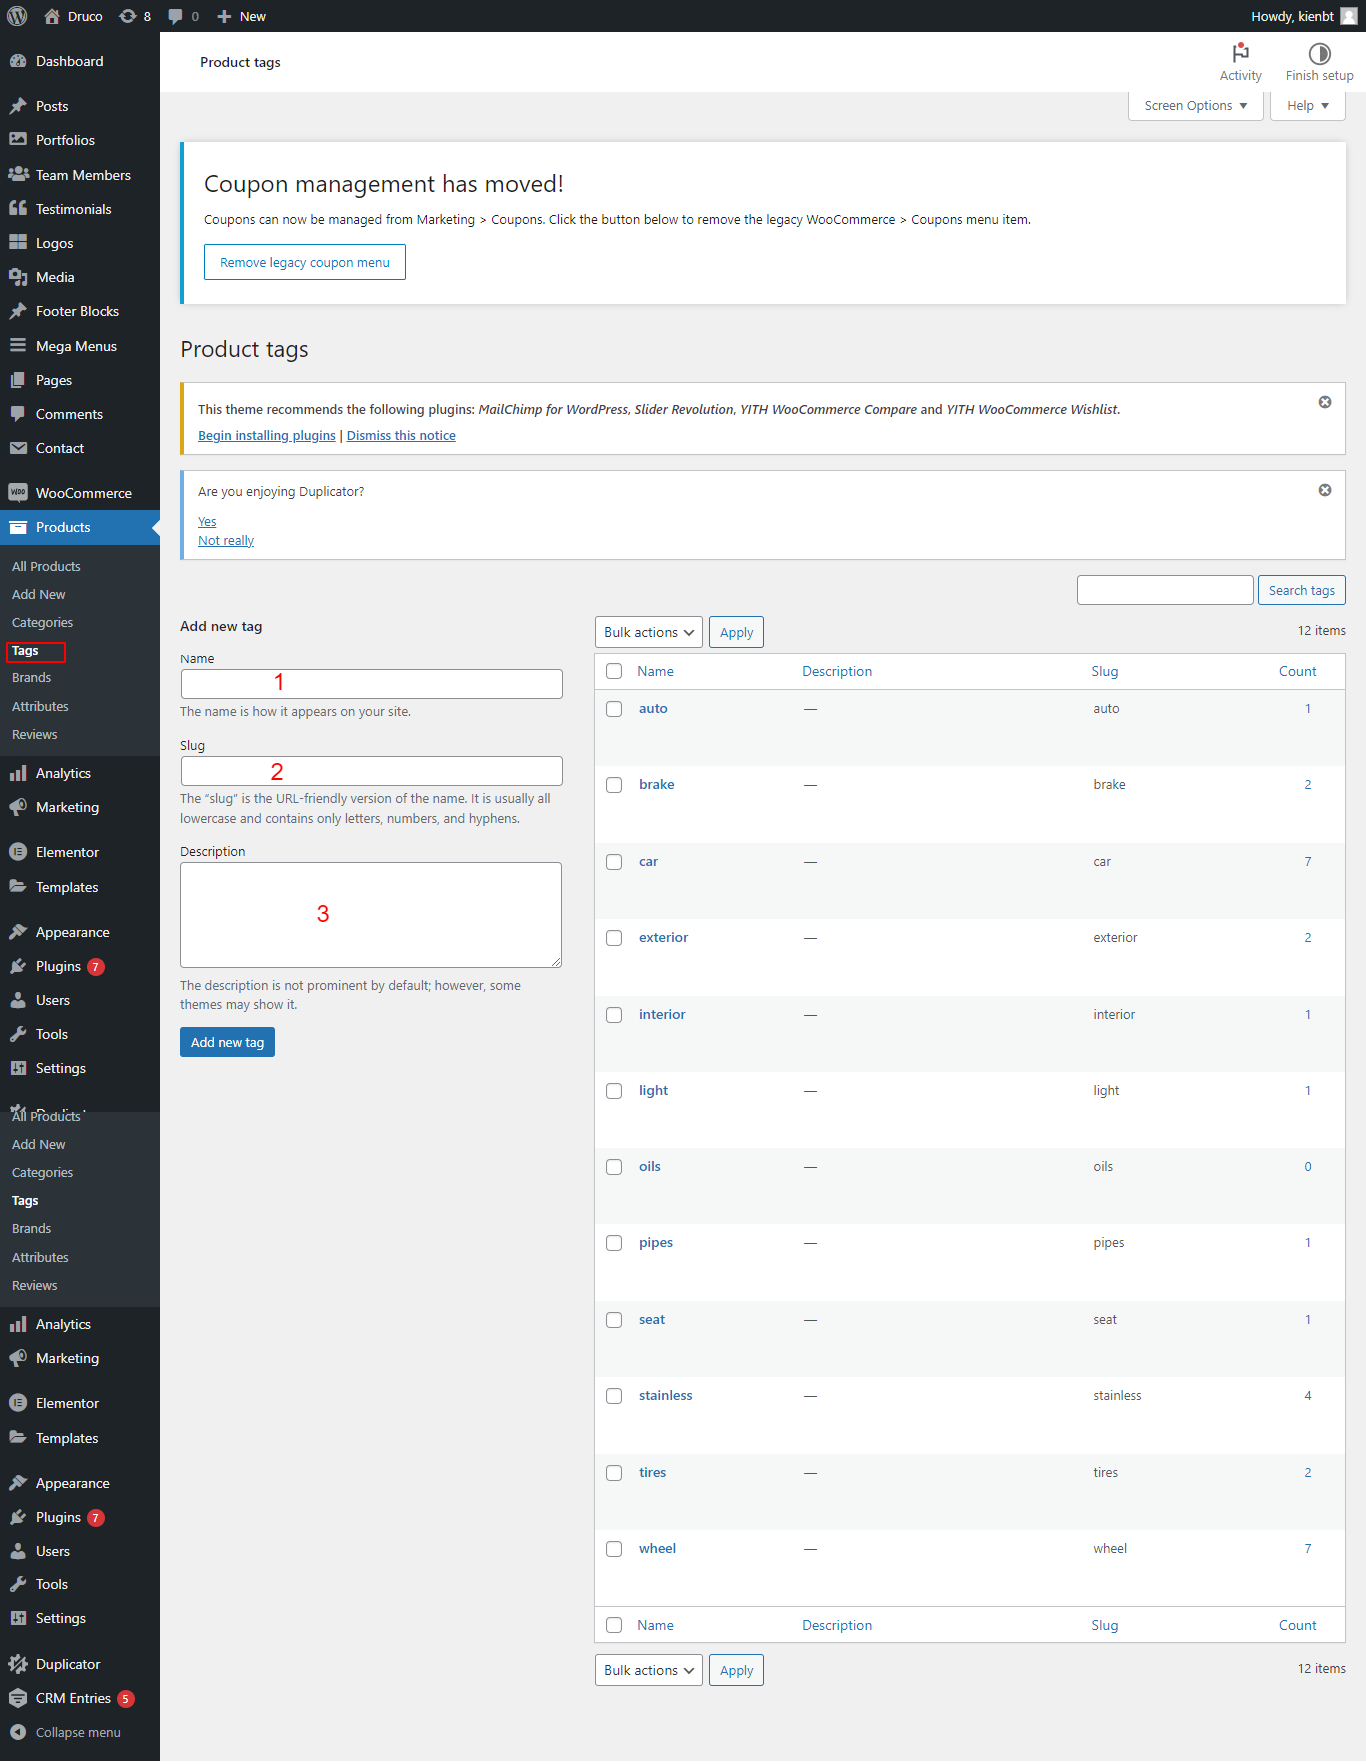 Druco 8 0 New Howdy, kienbt
Dashboard
Posts
Portfolios
Team Members
Testimonials
Logos
Media
Footer Blocks
Mega Menus
Pages
Comments
Contact
WooCommerce
Products
All Products
Add New
Categories
Tags
Brands
Attributes
Reviews
Analytics
Marketing
Elementor
Templates
Appearance
Plugins 7
Users
Tools
Settings
All Products
Add New
Categories
Tags
Brands
Attributes
Reviews
Analytics
Marketing
Elementor
Templates
Appearance
Plugins 7
Users
Tools
Settings
Duplicator
CRM Entries 5
Collapse menu
Product tags
Activity Finish setup
Screen Options Help
Coupon management has moved!
Coupons can now be managed from Marketing > Coupons. Click the button below to remove the legacy WooCommerce > Coupons menu item.
Remove legacy coupon menu
Product tags
This theme recommends the following plugins: MailChimp for WordPress, Slider Revolution, YITH WooCommerce Compare and YITH WooCommerce Wishlist.
Begin installing plugins | Dismiss this notice
Are you enjoying Duplicator?
Yes
Not really
Search tags
Add new tag
Name
1
The name is how it appears on your site.
Slug
2
The “slug” is the URL-friendly version of the name. It is usually all
lowercase and contains only letters, numbers, and hyphens.
Description
3
The description is not prominent by default; however, some
themes may show it.
Add new tag
Bulk actions Apply 12 items
Name Description Slug Count
auto — auto 1
brake — brake 2
car — car 7
exterior — exterior 2
interior — interior 1
light — light 1
oils — oils 0
pipes — pipes 1
seat — seat 1
stainless — stainless 4
tires — tires 2
wheel — wheel 7
Name Description Slug Count
Bulk actions Apply 12 items